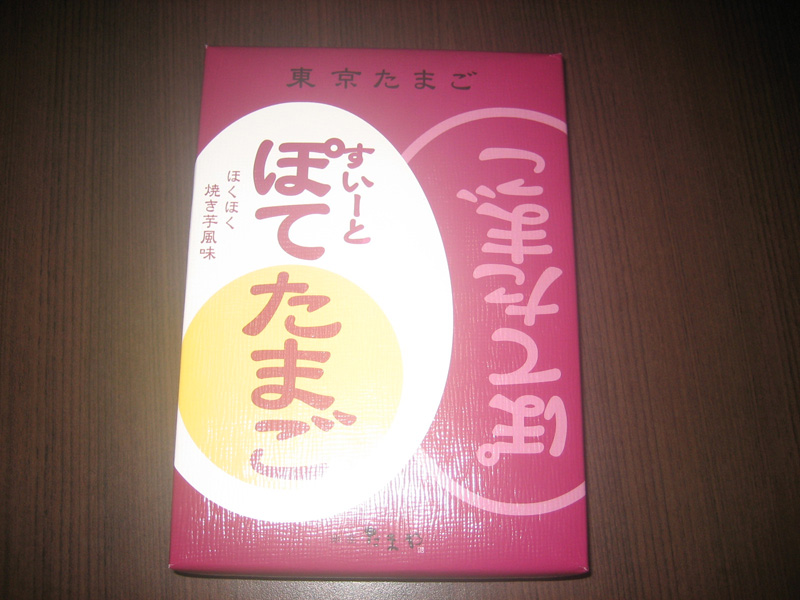 東京たまご
すいーと
ぽてたまご
ほくほく
焼き芋風味
ぽてたまご